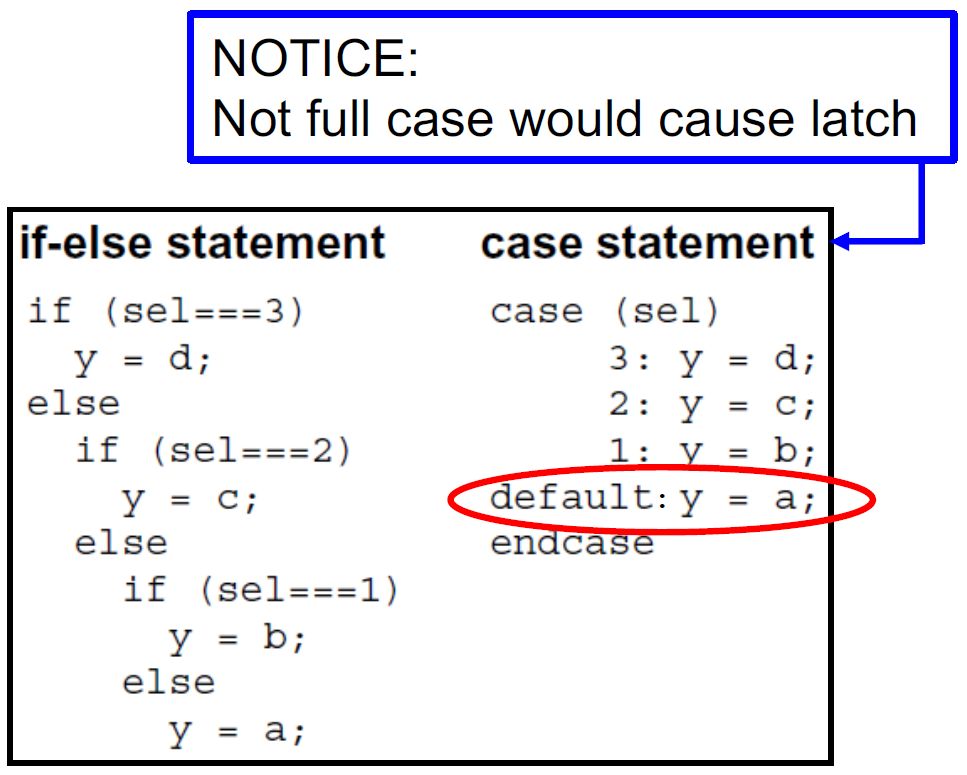 NOTICE:
Not full case would cause latch
if-else statement
if (sel===3)
y = d;
else
if (sel===2)
y = c;
else
if (sel===1)
y = b;
else
y = a;
case statement
case (sel)
3: y = d;
2: y = c;
1: y = b;
default: y = a;
endcase